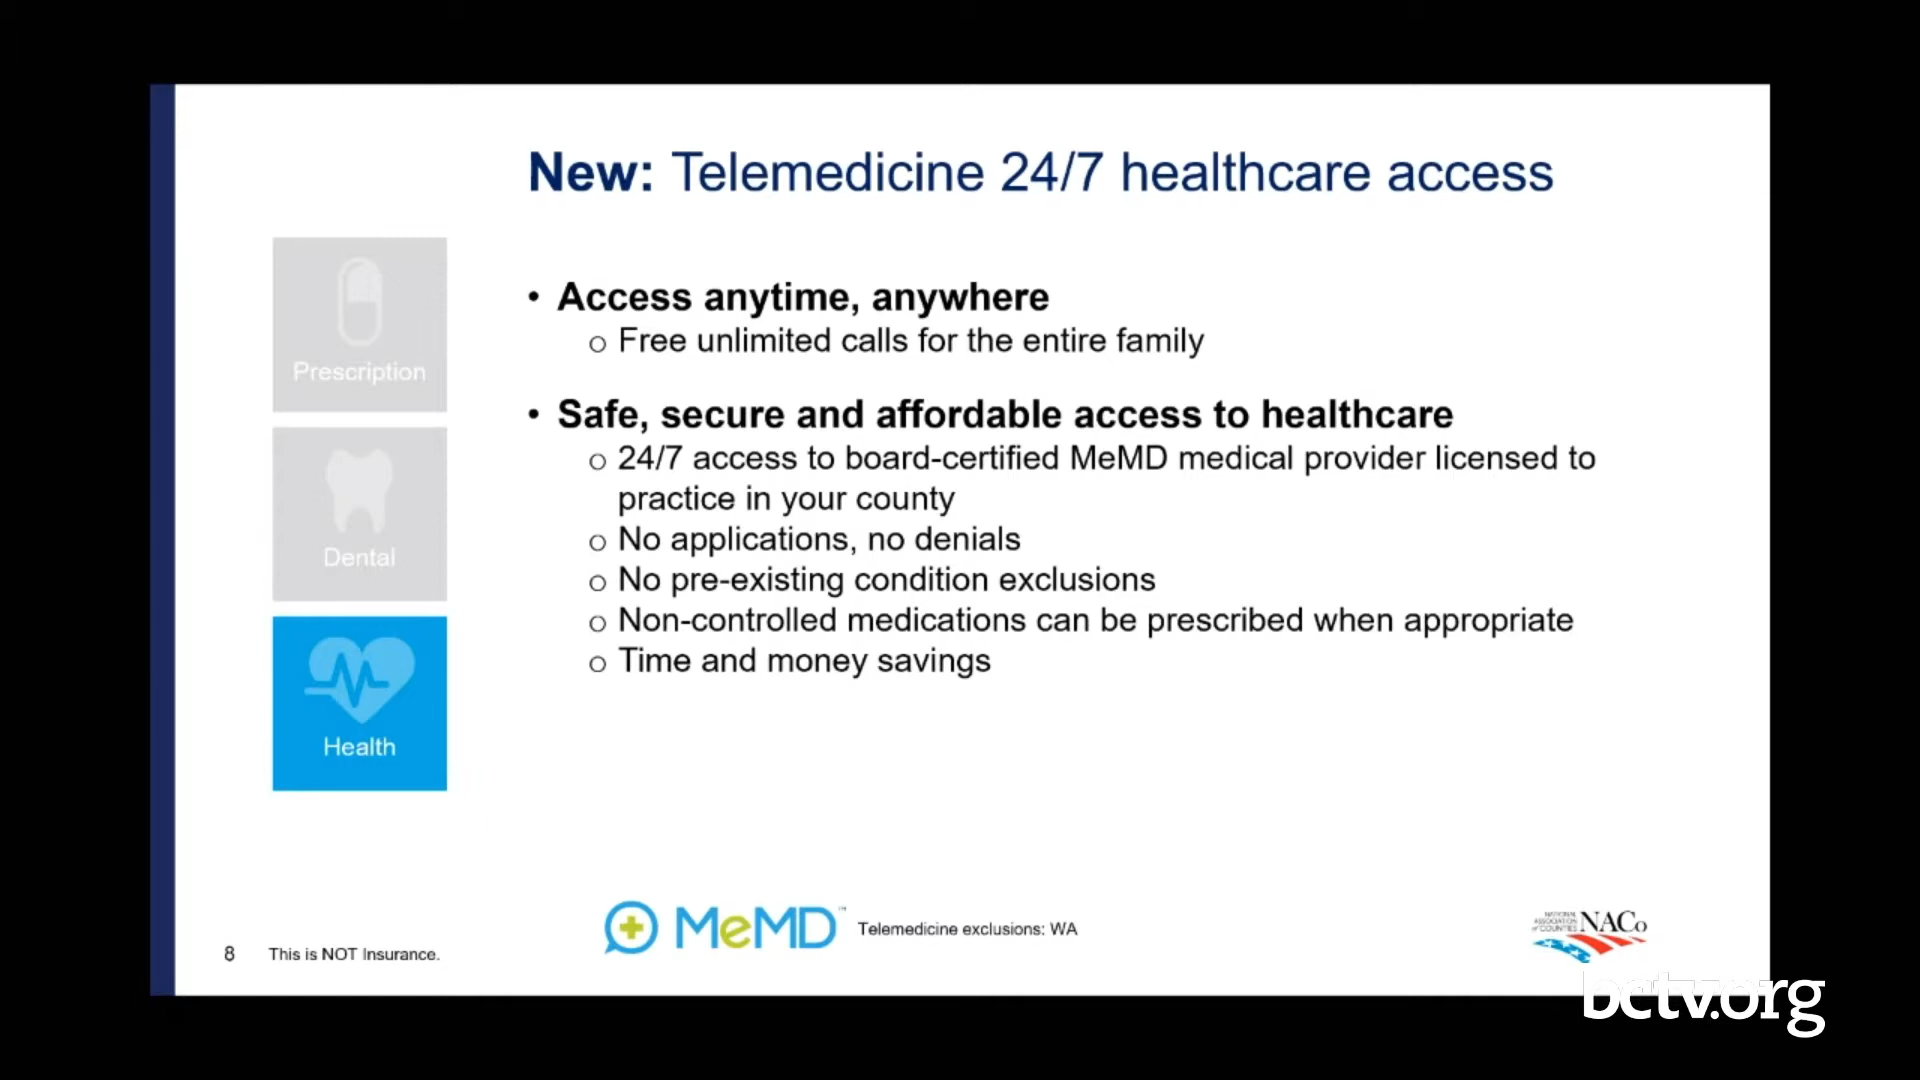 New: Telemedicine 24/7 healthcare access
Prescription
Dental
Health
• Access anytime, anywhere
o Free unlimited calls for the entire family
• Safe, secure and affordable access to healthcare
o 24/7 access to board-certified MeMD medical provider licensed to
practice in your county
o No applications, no denials
o No pre-existing condition exclusions
o Non-controlled medications can be prescribed when appropriate
o Time and money savings
8 This is NOT Insurance.
MeMD™ Telemedicine exclusions: WA
NATIONAL
ASSOCIATION
of COUNTIES
NACo
bctv.org